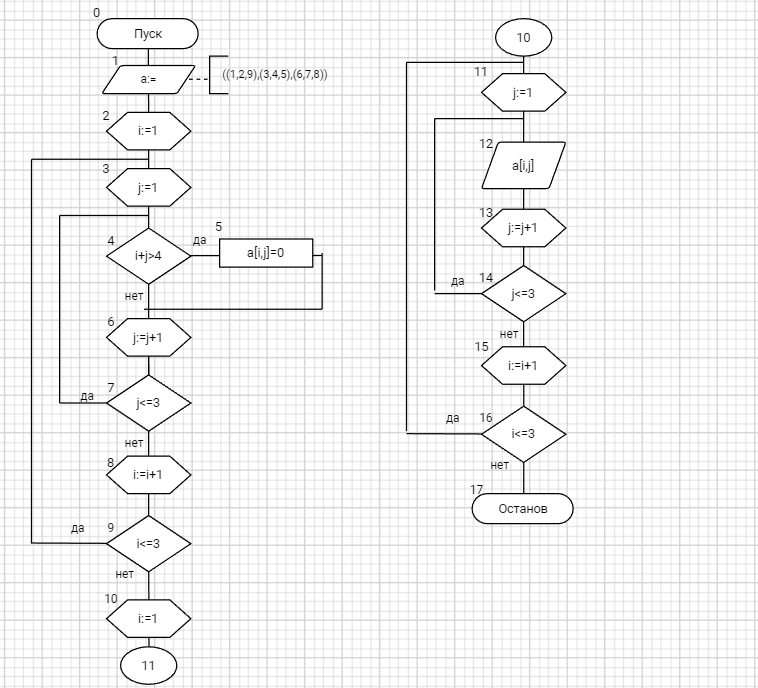 0
Пуск
1
a:=
((1,2,9),(3,4,5),(6,7,8))
2
i:=1
3
j:=1
4
i+j>4
да
5
a[i,j]=0
нет
6
j:=j+1
7
j<=3
да
нет
8
i:=i+1
9
i<=3
да
нет
10
i:=1
11
10
11
j:=1
12
a[i,j]
13
j:=j+1
14
j<=3
да
нет
15
i:=i+1
16
i<=3
да
нет
17
Останов